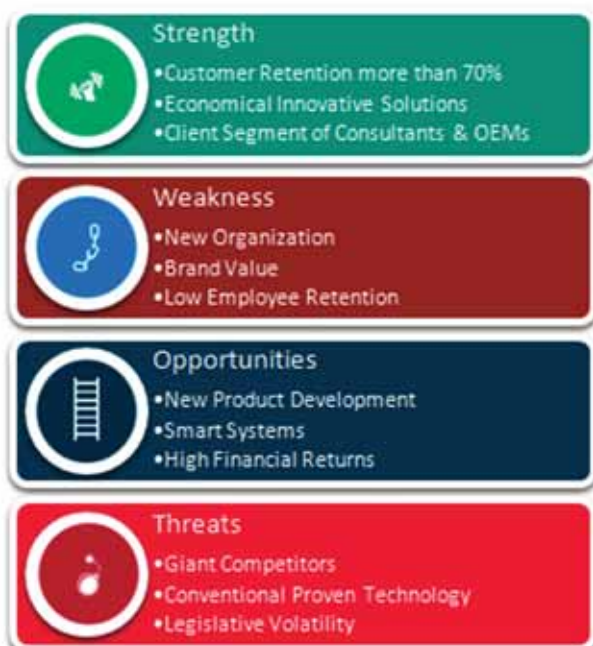 Strength
•Customer Retention more than 70%
•Economical Innovative Solutions
•Client Segment of Consultants & OEMs
Weakness
•New Organization
•Brand Value
•Low Employee Retention
Opportunities
•New Product Development
•Smart Systems
•High Financial Returns
Threats
•Giant Competitors
•Conventional Proven Technology
•Legislative Volatility